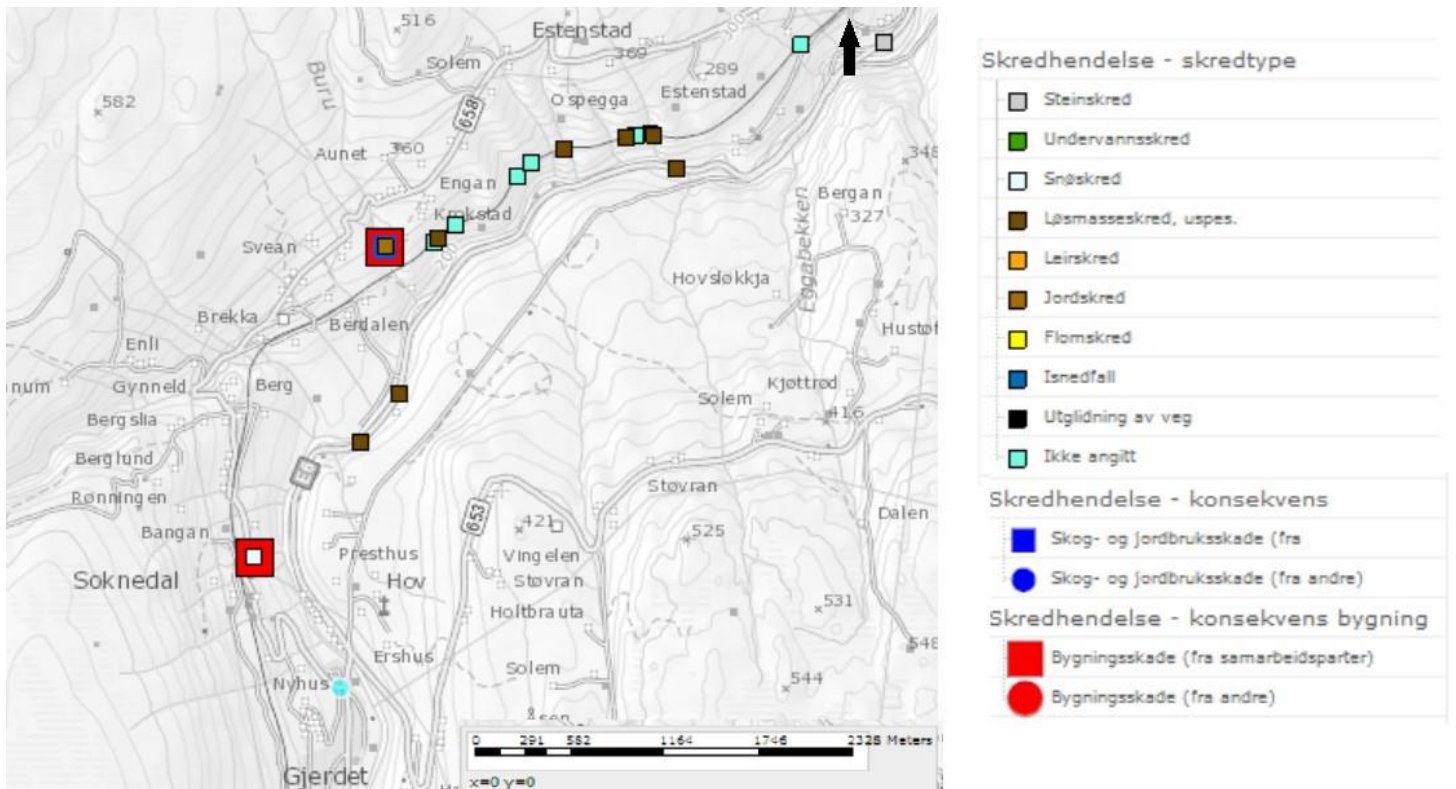 516
Estenstad
Solem
369
300
289
Estenstad
582
Buru
658
Ospegga
Aunet 360
348
Engan
Bergan
327
Krokstad
Svean
Eggabekken
Hovsløkkja
Brekka
Berdalen
Hustøf
Enli
num
Gynneld
Berg
Kjøttrød
Solem
416
Bergslia
Berglund
Rønningen
Støvran
653
421
525
Dalen
Bangan
Presthus
Vingelen
Soknedal
Hov
Støvran
Holtbrauta
531
548
Ershus
Solem
Nyhus
544
Gjerdet
0 291 582 1164 1746 2328 Meters
x=0 y=0
Skredhendelse - skredtype
Steinskred
Undervannsskred
Snøskred
Løsmasseskred, uspes.
Leirskred
Jordskred
Flomskred
Isnedfall
Utglidning av veg
Ikke angitt
Skredhendelse - konsekvens
Skog- og jordbruksskade (fra
Skog- og jordbruksskade (fra andre)
Skredhendelse - konsekvens bygning
Bygningsskade (fra samarbeidsparter)
Bygningsskade (fra andre)